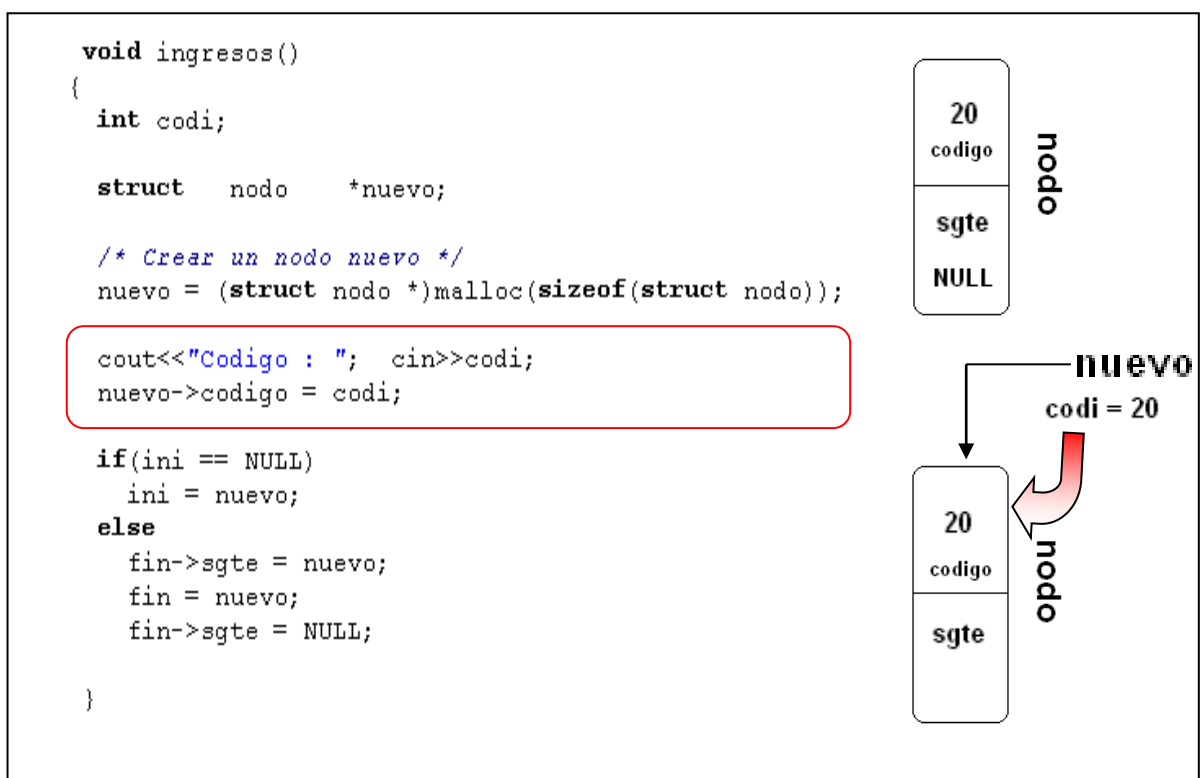 void ingresos()
{
int codi;
struct nodo *nuevo;
/* Crear un nodo nuevo */
nuevo = (struct nodo *)malloc(sizeof(struct nodo));
cout<<"Codigo : "; cin>>codi;
nuevo->codigo = codi;
if(ini == NULL)
ini = nuevo;
else
fin->sgte = nuevo;
fin = nuevo;
fin->sgte = NULL;
}
20
codigo
sgte
NULL
nodo
nuevo
codi = 20
20
codigo
sgte
nodo